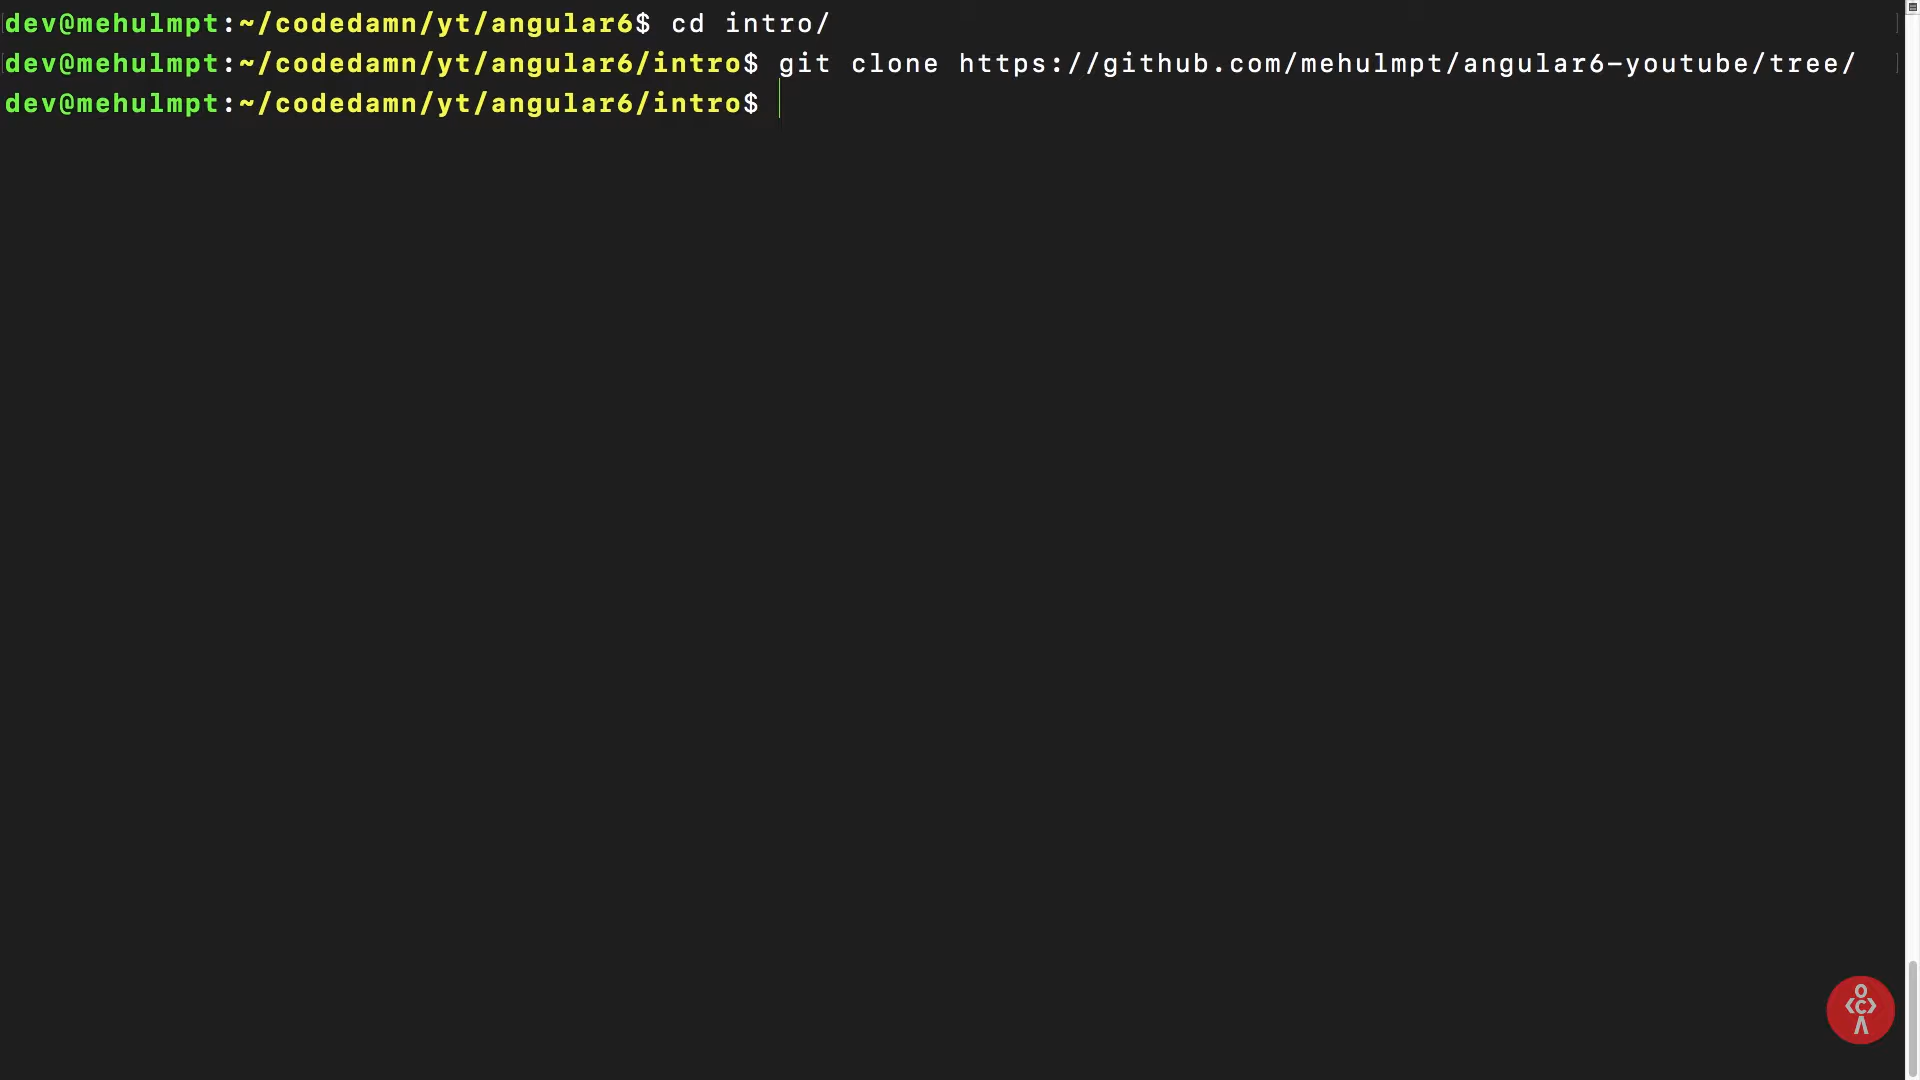 dev@mehulmpt:~/codedamn/yt/angular6$ cd intro/
dev@mehulmpt:~/codedamn/yt/angular6/intro$ git clone https://github.com/mehulmpt/angular6-youtube/tree/
dev@mehulmpt:~/codedamn/yt/angular6/intro$